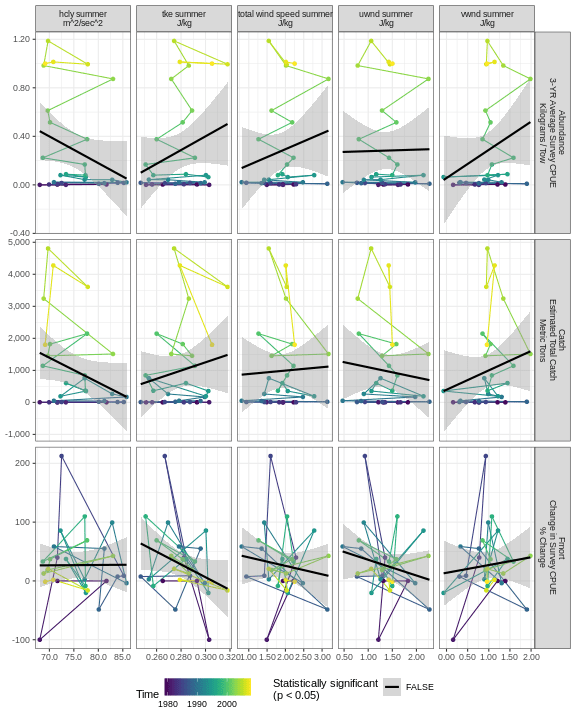 hcly summer
m^2/sec^2
tke summer
J/kg
total wind speed summer
J/kg
uwnd summer
J/kg
vwnd summer
J/kg
1.20
0.80
0.40
0.00
-0.40
Abundance
3-YR Average Survey CPUE
Kilograms / Tow
5,000
4,000
3,000
2,000
1,000
0
-1,000
Catch
Estimated Total Catch
Metric Tons
200
100
0
-100
Fmort
Change in Survey CPUE
% Change
70.0 75.0 80.0 85.0
0.260 0.280 0.300 0.320
1.00 1.50 2.00 2.50 3.00
0.50 1.00 1.50 2.00
0.00 0.50 1.00 1.50 2.00
Time
1980 1990 2000
Statistically significant
(p < 0.05)
FALSE